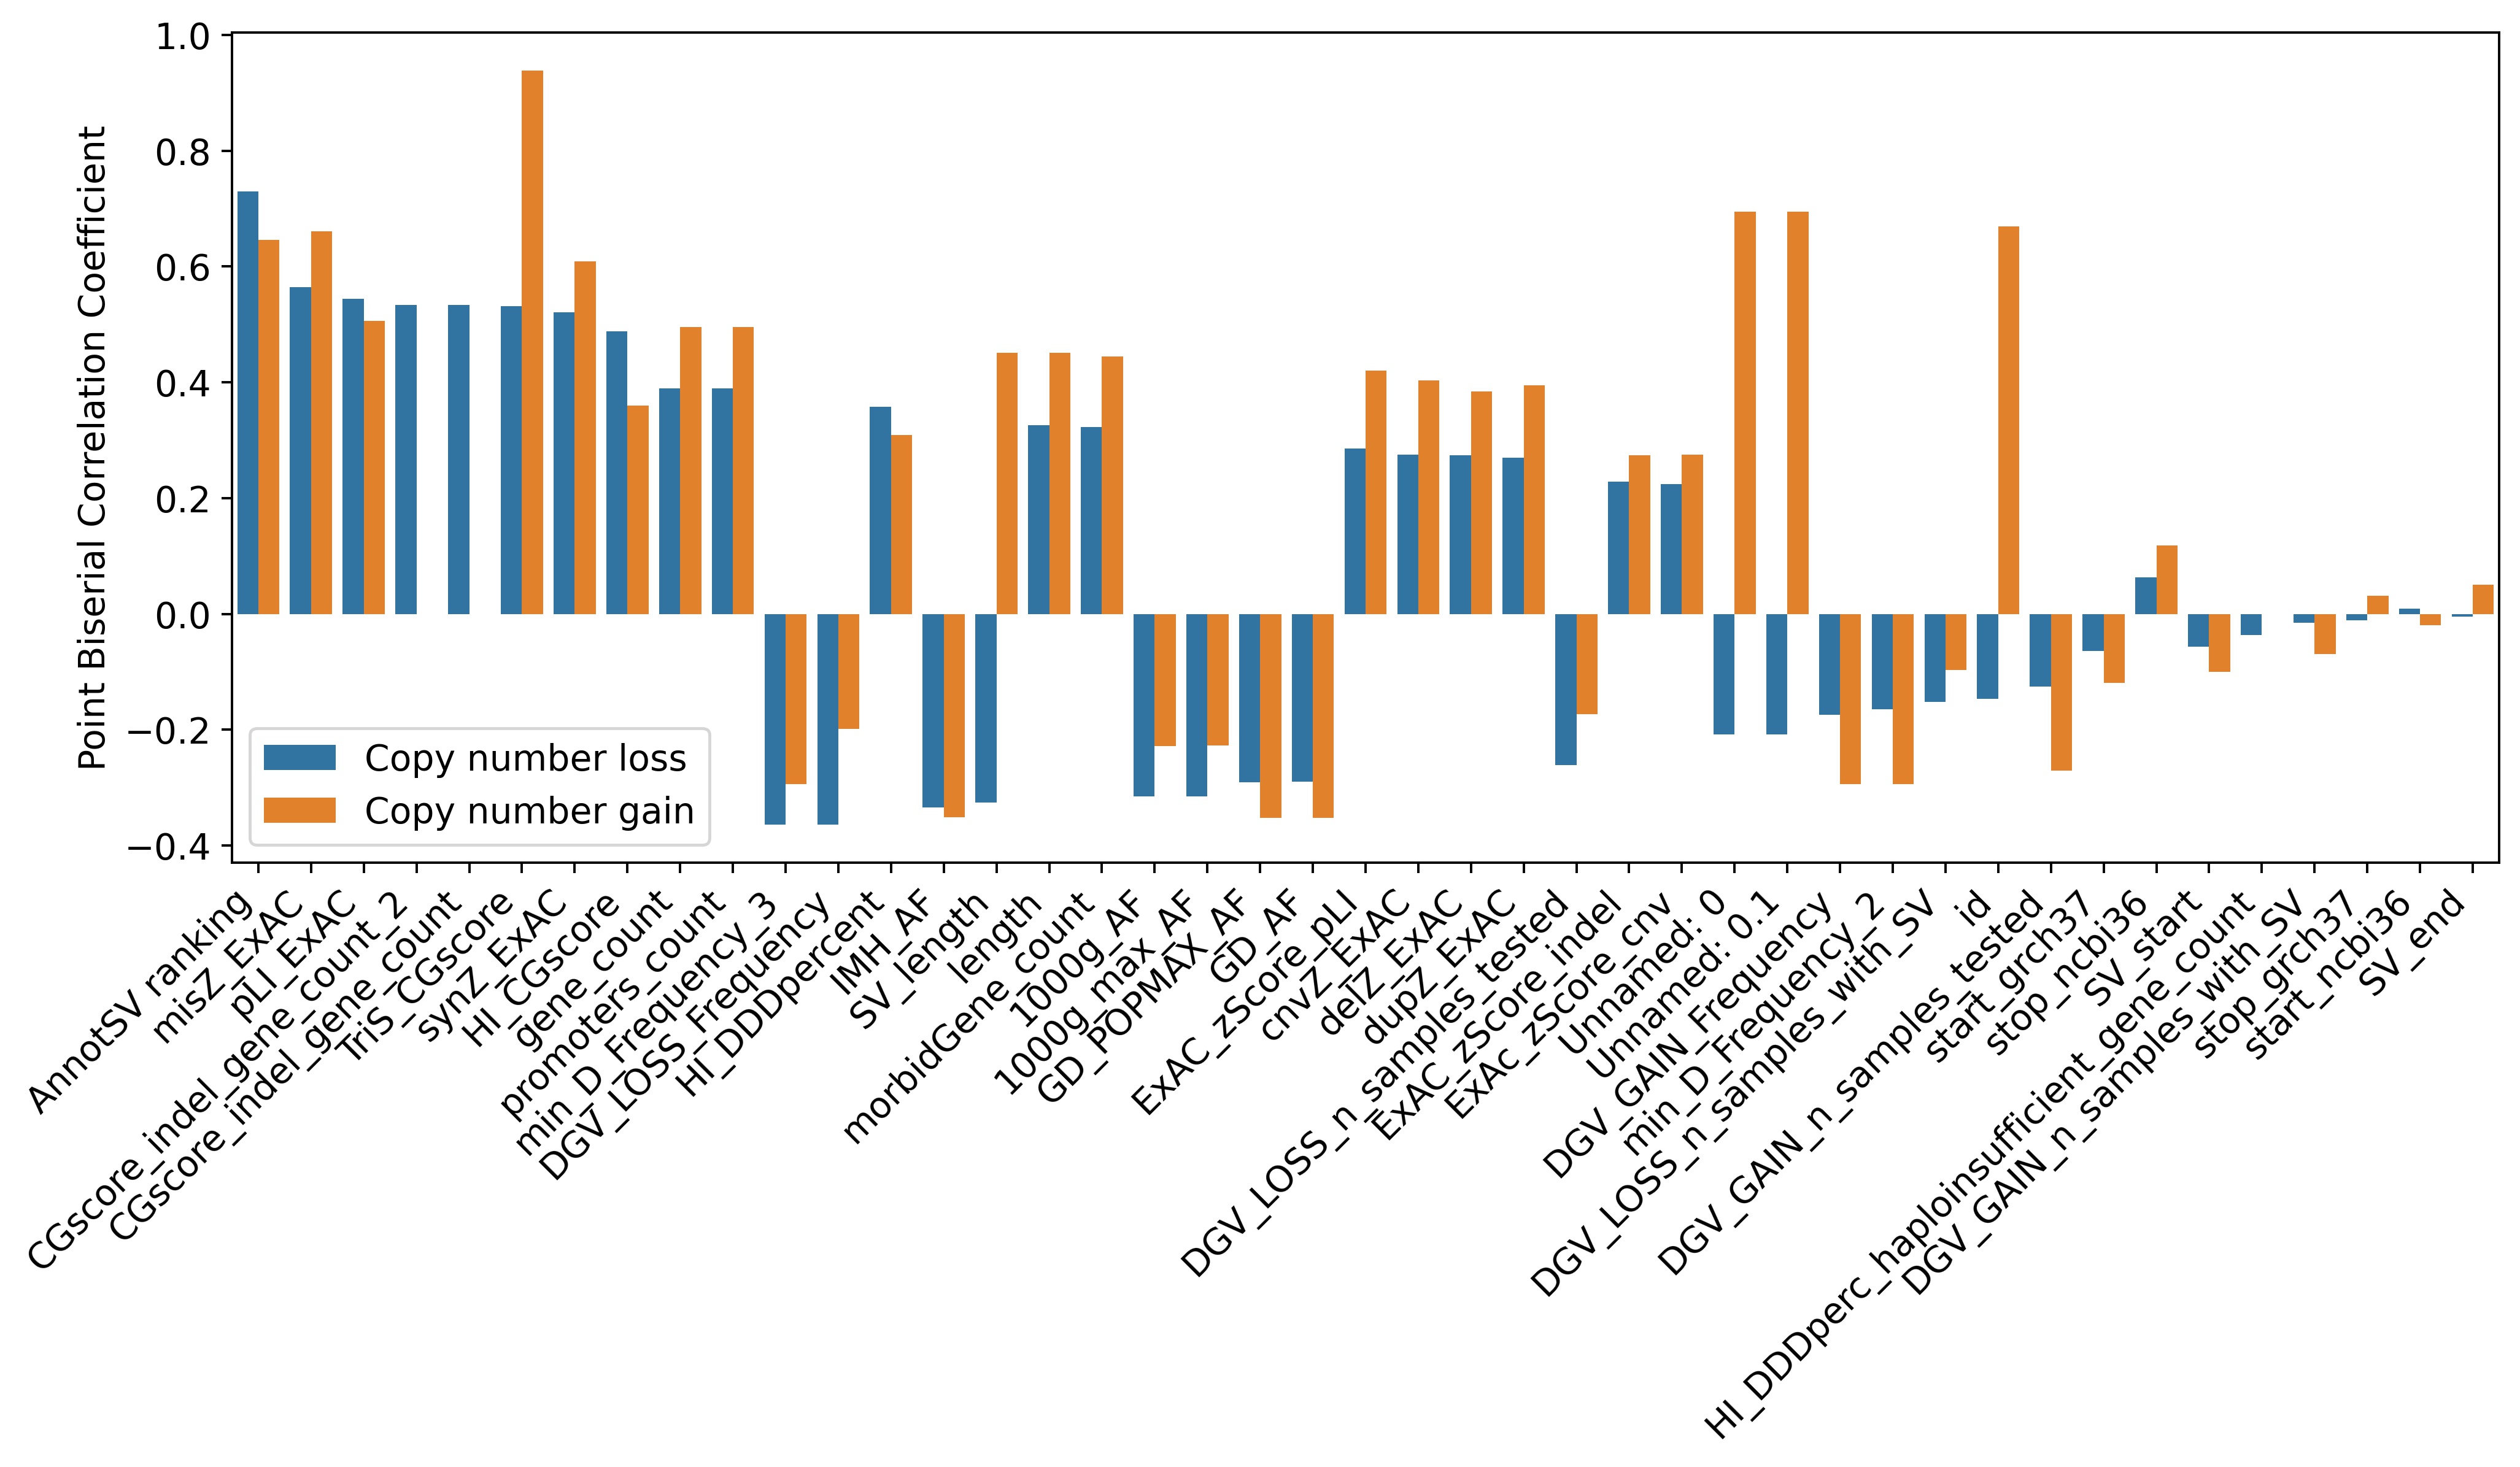 Point Biserial Correlation Coefficient
1.0
0.8
0.6
0.4
0.2
0.0
−0.2
−0.4
Copy number loss
Copy number gain
AnnotSV ranking
misZ_ExAC
pLI_ExAC
CGscore_indel_gene_count_2
CGscore_indel_gene_count
TriS_CGscore
synZ_ExAC
HI_CGscore
gene_count
promoters_count
min_D_Frequency_3
DGV_LOSS_Frequency
HI_DDDpercent
IMH_AF
SV_length
length
morbidGene_count
1000g_AF
1000g_max_AF
GD_POPMAX_AF
GD_AF
ExAC_zScore_pLI
cnvZ_ExAC
delZ_ExAC
dupZ_ExAC
DGV_LOSS_n_samples_tested
ExAC_zScore_indel
ExAc_zScore_cnv
Unnamed: 0
Unnamed: 0.1
DGV_GAIN_Frequency
min_D_Frequency_2
DGV_LOSS_n_samples_with_SV
id
DGV_GAIN_n_samples_tested
start_grch37
stop_ncbi36
SV_start
HI_DDDperc_haploinsufficient_gene_count
DGV_GAIN_n_samples_with_SV
stop_grch37
start_ncbi36
SV_end